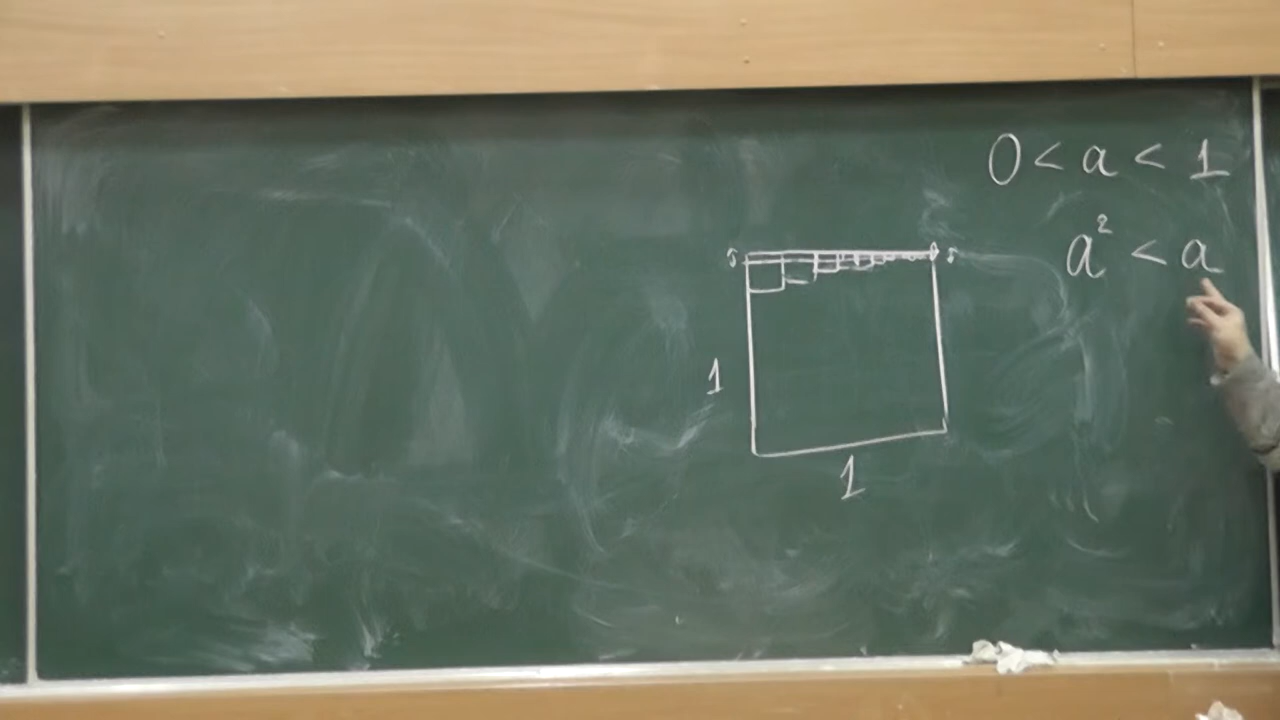 0 < a < 1
a² < a
1
1